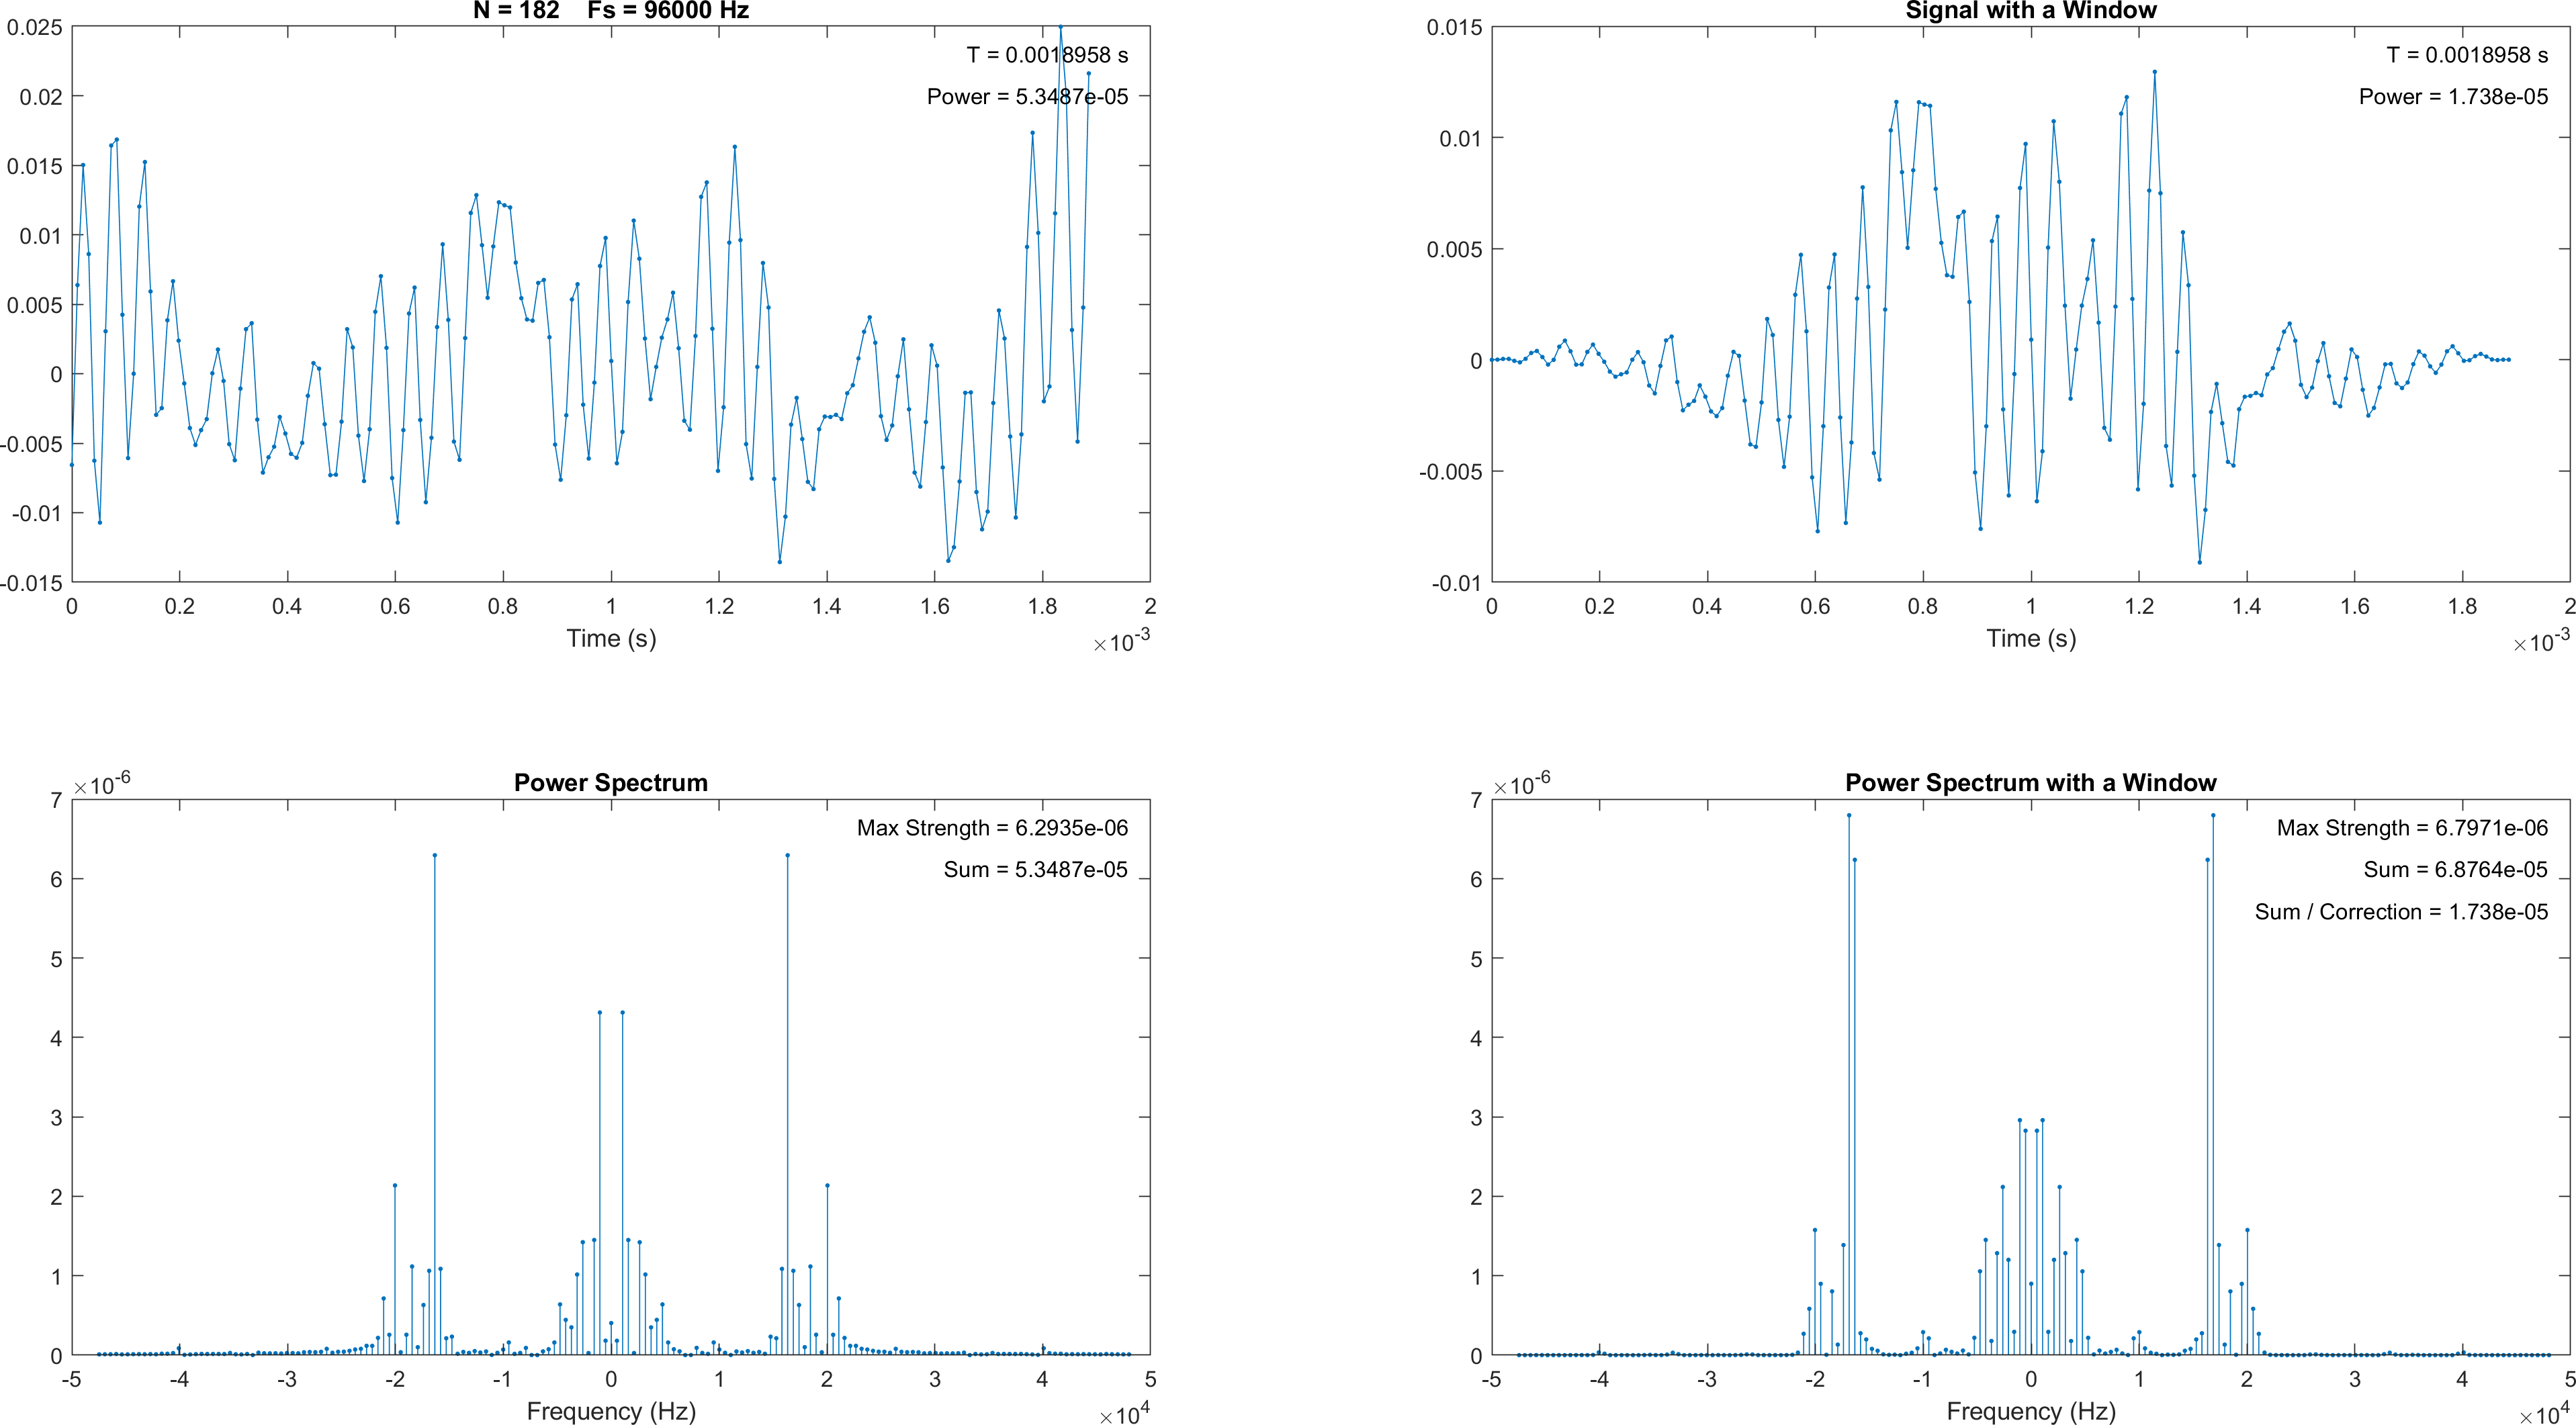 N = 182    Fs = 96000 Hz
0.025
0.02
0.015
0.01
0.005
0
-0.005
-0.01
-0.015
T = 0.0018958 s
Power = 5.3487e-05
0 0.2 0.4 0.6 0.8 1 1.2 1.4 1.6 1.8 2
Time (s)
×10-3
Signal with a Window
0.015
0.01
0.005
0
-0.005
-0.01
T = 0.0018958 s
Power = 1.738e-05
0 0.2 0.4 0.6 0.8 1 1.2 1.4 1.6 1.8 2
Time (s)
×10-3
Power Spectrum
×10-6
7
6
5
4
3
2
1
0
Max Strength = 6.2935e-06
Sum = 5.3487e-05
-5 -4 -3 -2 -1 0 1 2 3 4 5
Frequency (Hz)
×104
Power Spectrum with a Window
×10-6
7
6
5
4
3
2
1
0
Max Strength = 6.7971e-06
Sum = 6.8764e-05
Sum / Correction = 1.738e-05
-5 -4 -3 -2 -1 0 1 2 3 4 5
Frequency (Hz)
×104